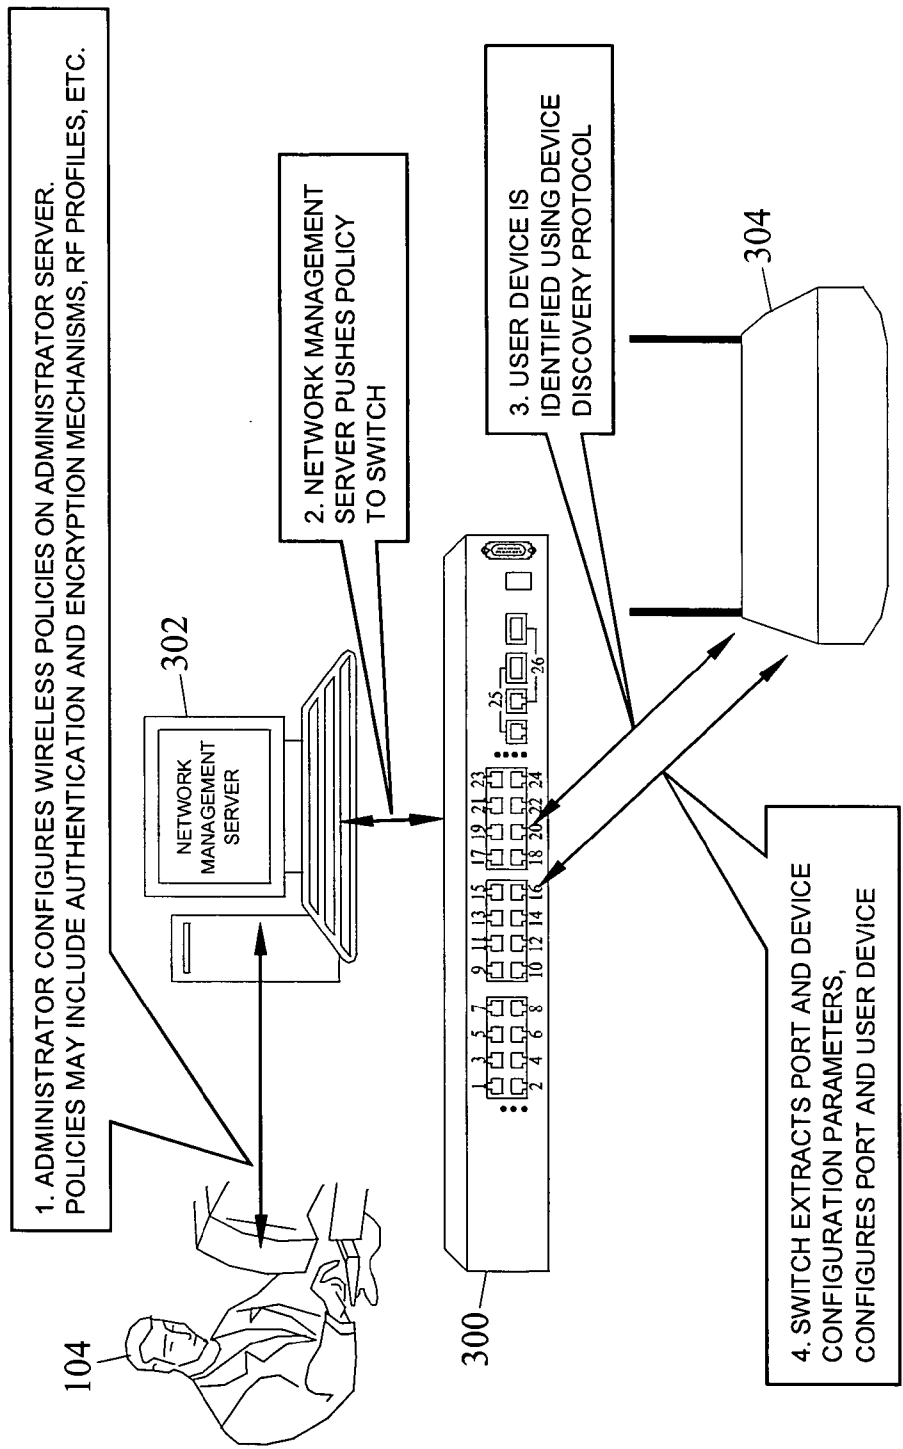 1. ADMINISTRATOR CONFIGURES WIRELESS POLICIES ON ADMINISTRATOR SERVER.
POLICIES MAY INCLUDE AUTHENTICATION AND ENCRYPTION MECHANISMS, RF PROFILES, ETC.
104
302
NETWORK
MANAGEMENT
SERVER
2. NETWORK MANAGEMENT
SERVER PUSHES POLICY
TO SWITCH
300
1 3 5 7 9 11 13 15 17 19 21 23 25
2 4 6 8 10 12 14 16 18 20 22 24 26
3. USER DEVICE IS
IDENTIFIED USING DEVICE
DISCOVERY PROTOCOL
304
4. SWITCH EXTRACTS PORT AND DEVICE
CONFIGURATION PARAMETERS,
CONFIGURES PORT AND USER DEVICE